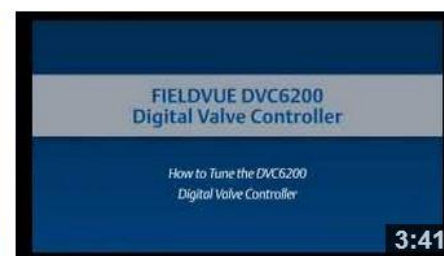 FIELDVUE DVC6200
Digital Valve Controller
How to Tune the DVC6200
Digital Valve Controller
3:41